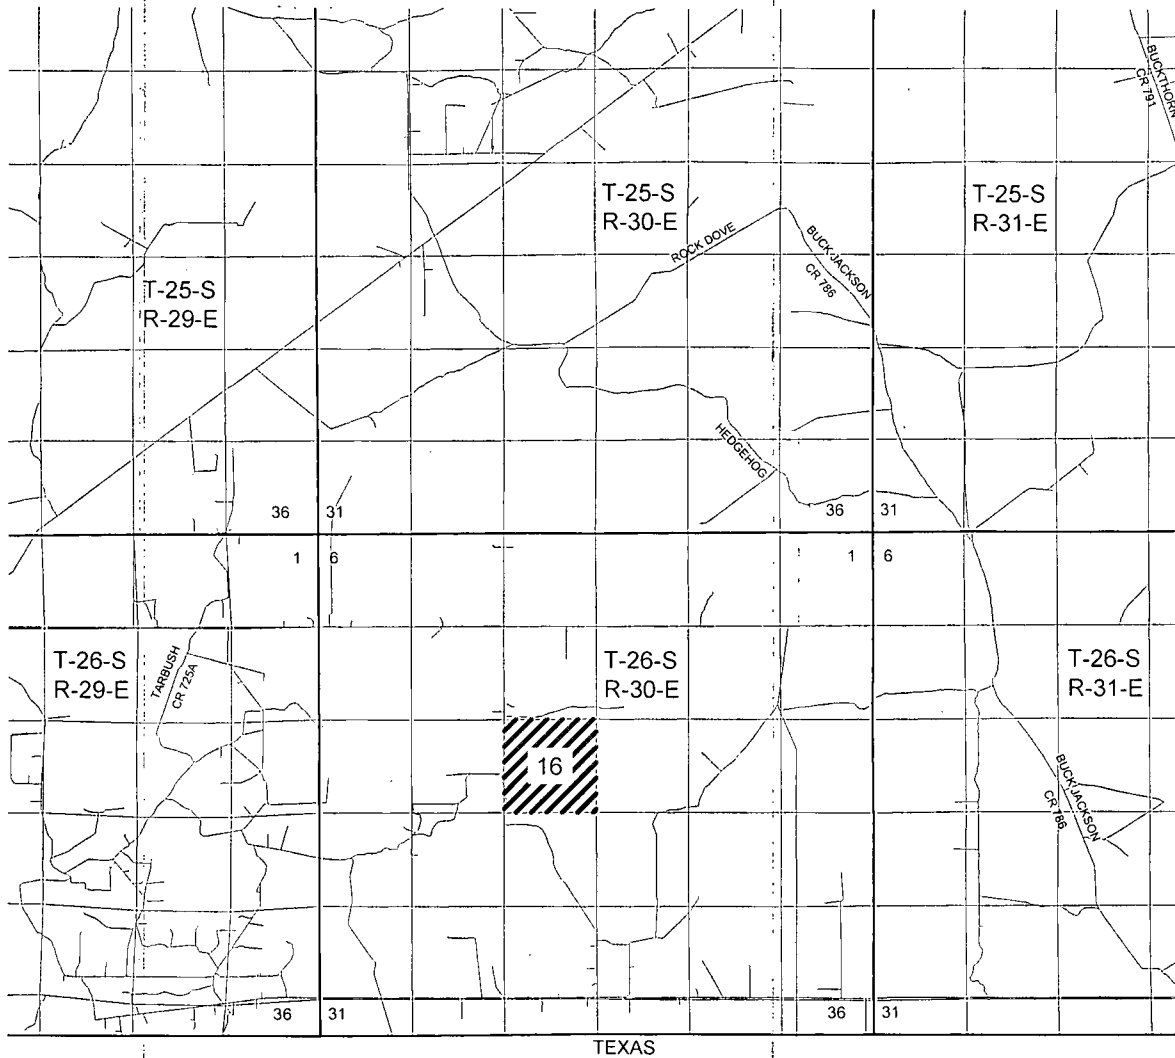 BUCKTHORN
CR 791
T-25-S
R-30-E
T-25-S
R-31-E
ROCK DOVE
BUCK JACKSON
CR 786
T-25-S
R-29-E
HEDGEHOG
36
31
36
31
1
6
1
6
T-26-S
R-29-E
TARBUSH
CR 725A
T-26-S
R-30-E
T-26-S
R-31-E
16
BUCK JACKSON
CR 786
36
31
36
31
TEXAS